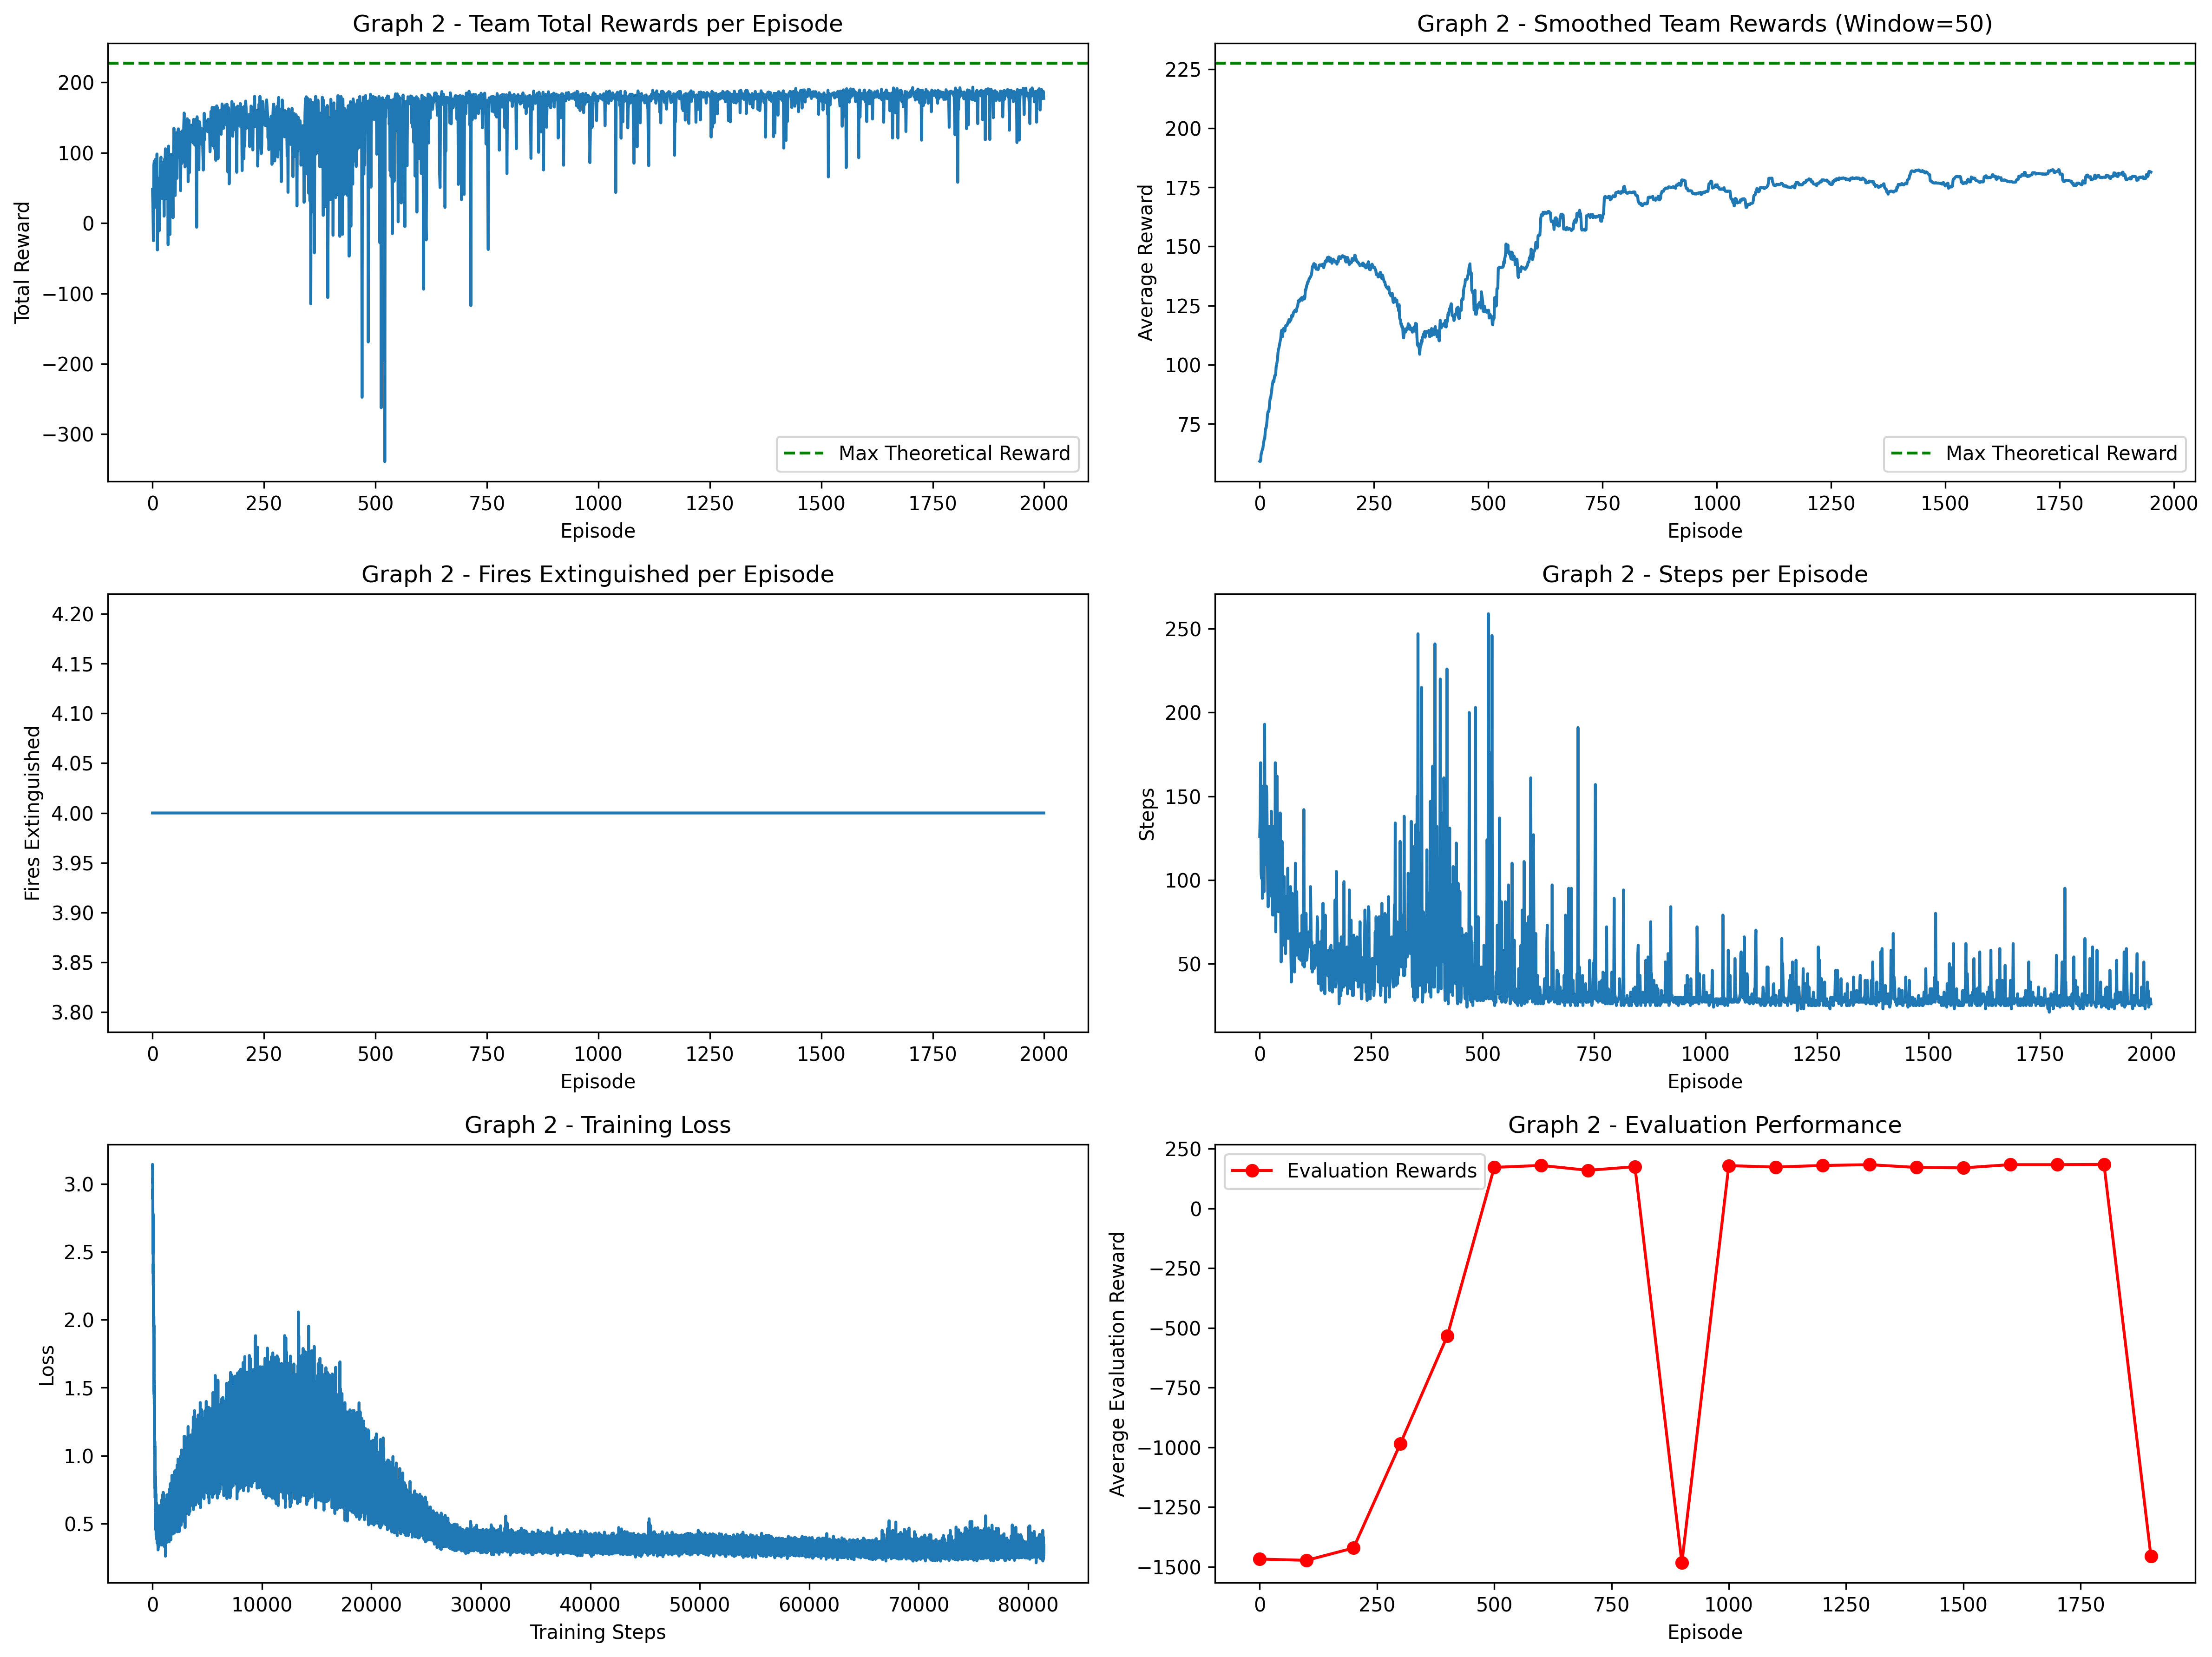 Graph 2 - Team Total Rewards per Episode
Total Reward
200
100
0
−100
−200
−300
Max Theoretical Reward
0 250 500 750 1000 1250 1500 1750 2000
Episode
Graph 2 - Smoothed Team Rewards (Window=50)
Average Reward
225
200
175
150
125
100
75
Max Theoretical Reward
0 250 500 750 1000 1250 1500 1750 2000
Episode
Graph 2 - Fires Extinguished per Episode
Fires Extinguished
4.20
4.15
4.10
4.05
4.00
3.95
3.90
3.85
3.80
0 250 500 750 1000 1250 1500 1750 2000
Episode
Graph 2 - Steps per Episode
Steps
250
200
150
100
50
0 250 500 750 1000 1250 1500 1750 2000
Episode
Graph 2 - Training Loss
Loss
3.0
2.5
2.0
1.5
1.0
0.5
0 10000 20000 30000 40000 50000 60000 70000 80000
Training Steps
Graph 2 - Evaluation Performance
Average Evaluation Reward
Evaluation Rewards
250
0
−250
−500
−750
−1000
−1250
−1500
0 250 500 750 1000 1250 1500 1750
Episode